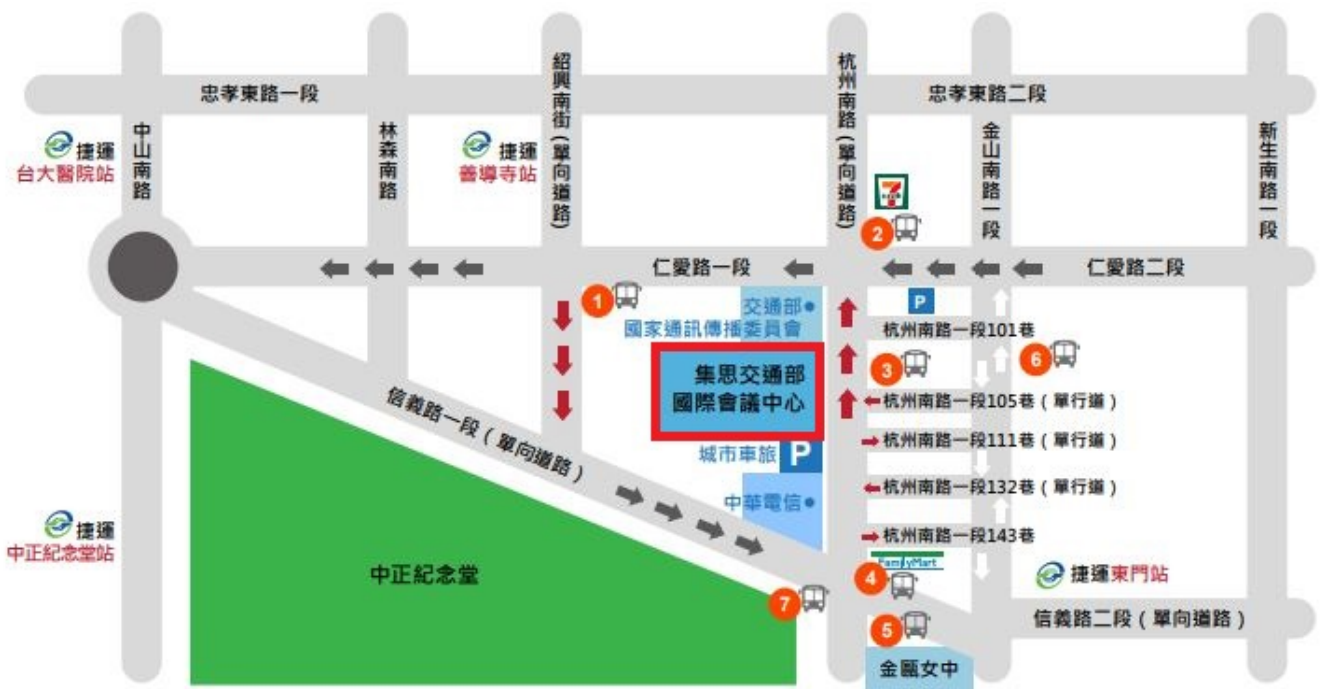 忠孝東路一段
忠孝東路二段
中山南路
林森南路
紹興南街(單向道路)
杭州南路(單向道路)
金山南路一段
新生南路一段
捷運
台大醫院站
捷運
善導寺站
7
2
仁愛路一段
仁愛路二段
1
交通部
國家通訊傳播委員會
P
杭州南路一段101巷
3
6
集思交通部
國際會議中心
杭州南路一段105巷(單行道)
信義路一段(單向道路)
杭州南路一段111巷(單行道)
城市車旅 P
杭州南路一段132巷(單行道)
中華電信
杭州南路一段143巷
捷運
中正紀念堂站
中正紀念堂
FamilyMart
4
捷運東門站
7
5
信義路二段(單向道路)
金甌女中